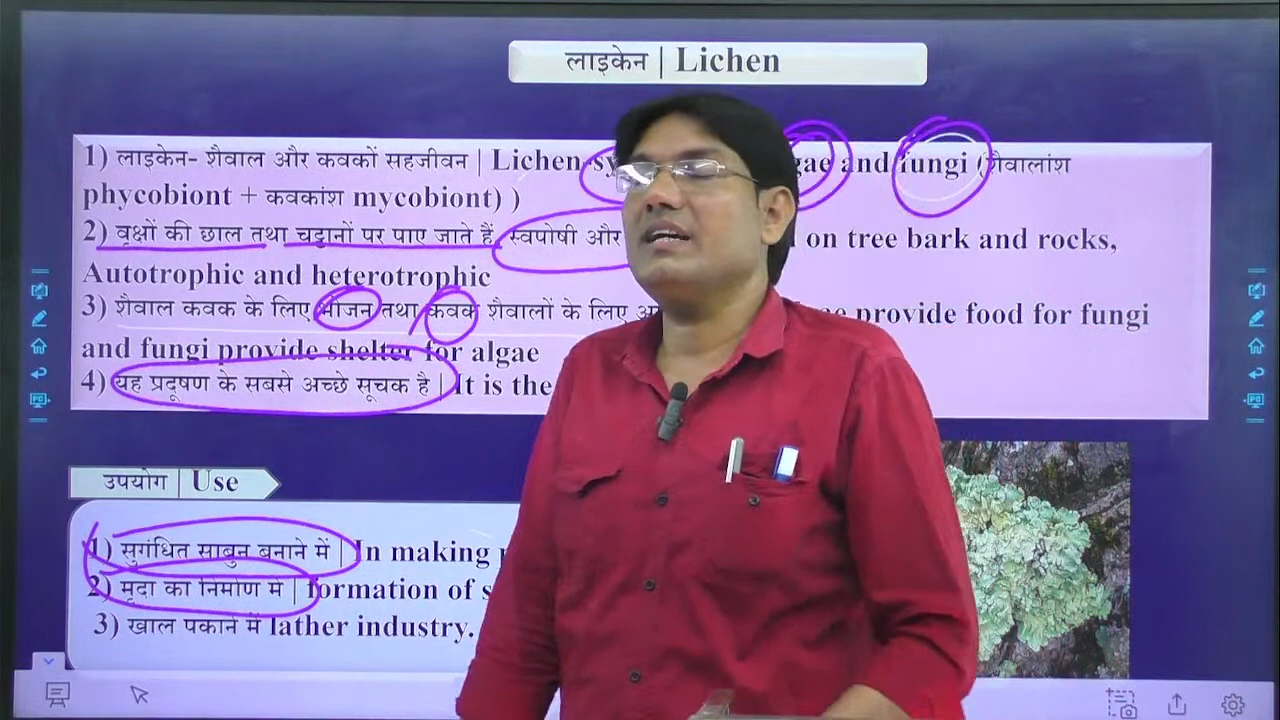 लाइकेन | Lichen
1) लाइकेन- शैवाल और कवकों सहजीवन | Lichen and fungi (शैवालांश
phycobiont + कवकांश mycobiont) )
2) वृक्षों की छाल तथा चट्टानों पर पाए जाते हैं, स्वपोषी और on tree bark and rocks,
Autotrophic and heterotrophic
3) शैवाल कवक के लिए भोजन तथा कवक शैवालों के लिए provide food for fungi
and fungi provide shelter for algae
4) यह प्रदूषण के सबसे अच्छे सूचक है | It is the
उपयोग | Use
1) सुगंधित साबुन बनाने में | In making
2) मृदा का निर्माण में | formation of
3) खाल पकाने में lather industry.
PC
PC